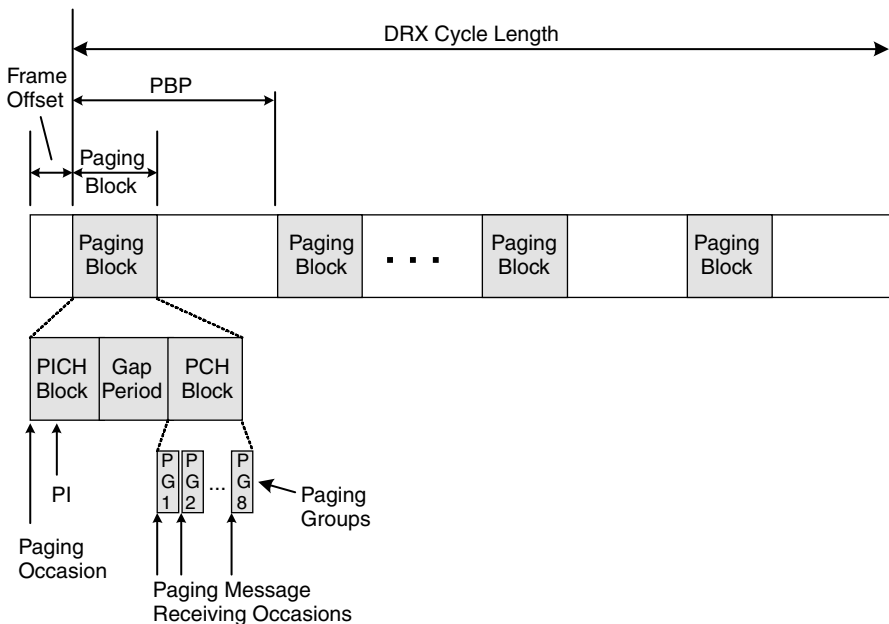 DRX Cycle Length
Frame
Offset
PBP
Paging
Block
Paging
Block
Paging
Block
. . .
Paging
Block
Paging
Block
PICH
Block
Gap
Period
PCH
Block
P
G
1
P
G
2
...
P
G
8
PI
Paging
Groups
Paging
Occasion
Paging Message
Receiving Occasions